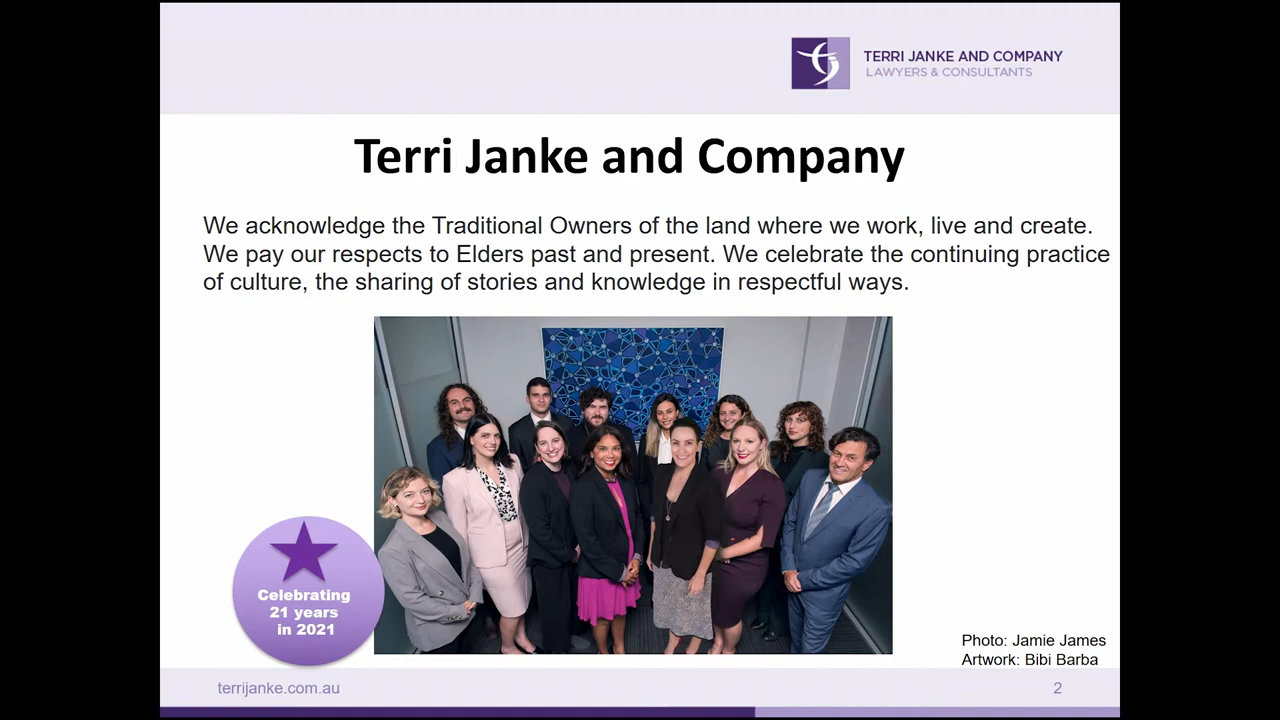 TERRI JANKE AND COMPANY
LAWYERS & CONSULTANTS
Terri Janke and Company
We acknowledge the Traditional Owners of the land where we work, live and create.
We pay our respects to Elders past and present. We celebrate the continuing practice
of culture, the sharing of stories and knowledge in respectful ways.
Celebrating
21 years
in 2021
Photo: Jamie James
Artwork: Bibi Barba
terrijanke.com.au
2